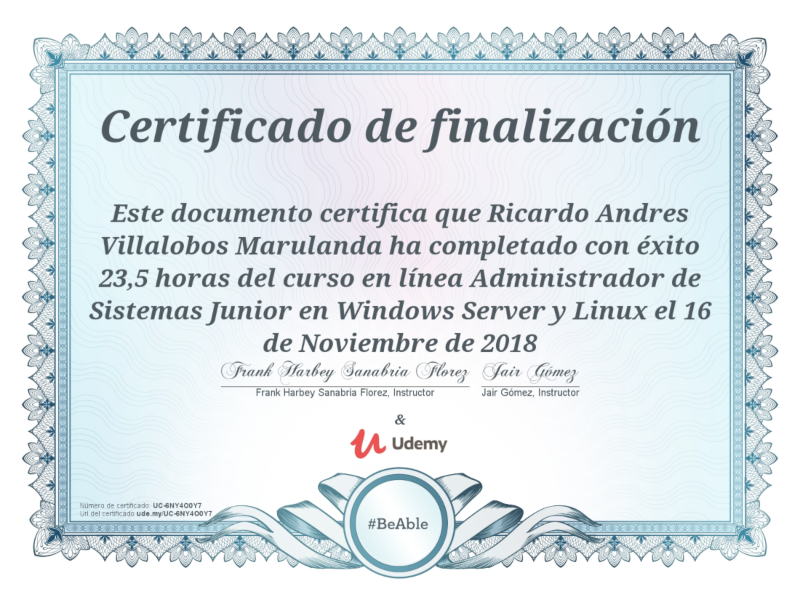 Certificado de finalización
Este documento certifica que Ricardo Andres
Villalobos Marulanda ha completado con éxito
23,5 horas del curso en línea Administrador de
Sistemas Junior en Windows Server y Linux el 16
de Noviembre de 2018
Frank Harbey Sanabria Florez Jair Gómez
Frank Harbey Sanabria Florez, Instructor Jair Gómez, Instructor
&
Udemy
Número de certificado: UC-6NY4O0Y7
Url del certificado ude.my/UC-6NY4O0Y7
#BeAble